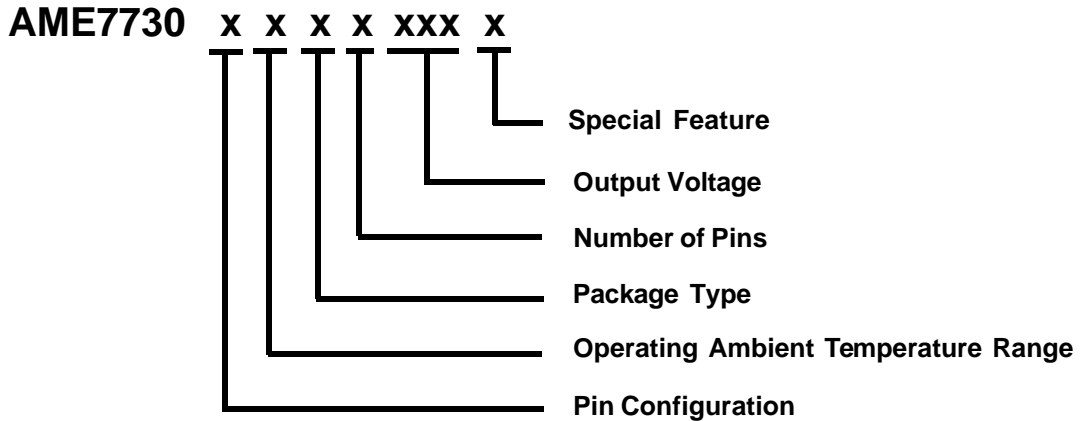 AME7730 x x x x xxx x
Special Feature
Output Voltage
Number of Pins
Package Type
Operating Ambient Temperature Range
Pin Configuration